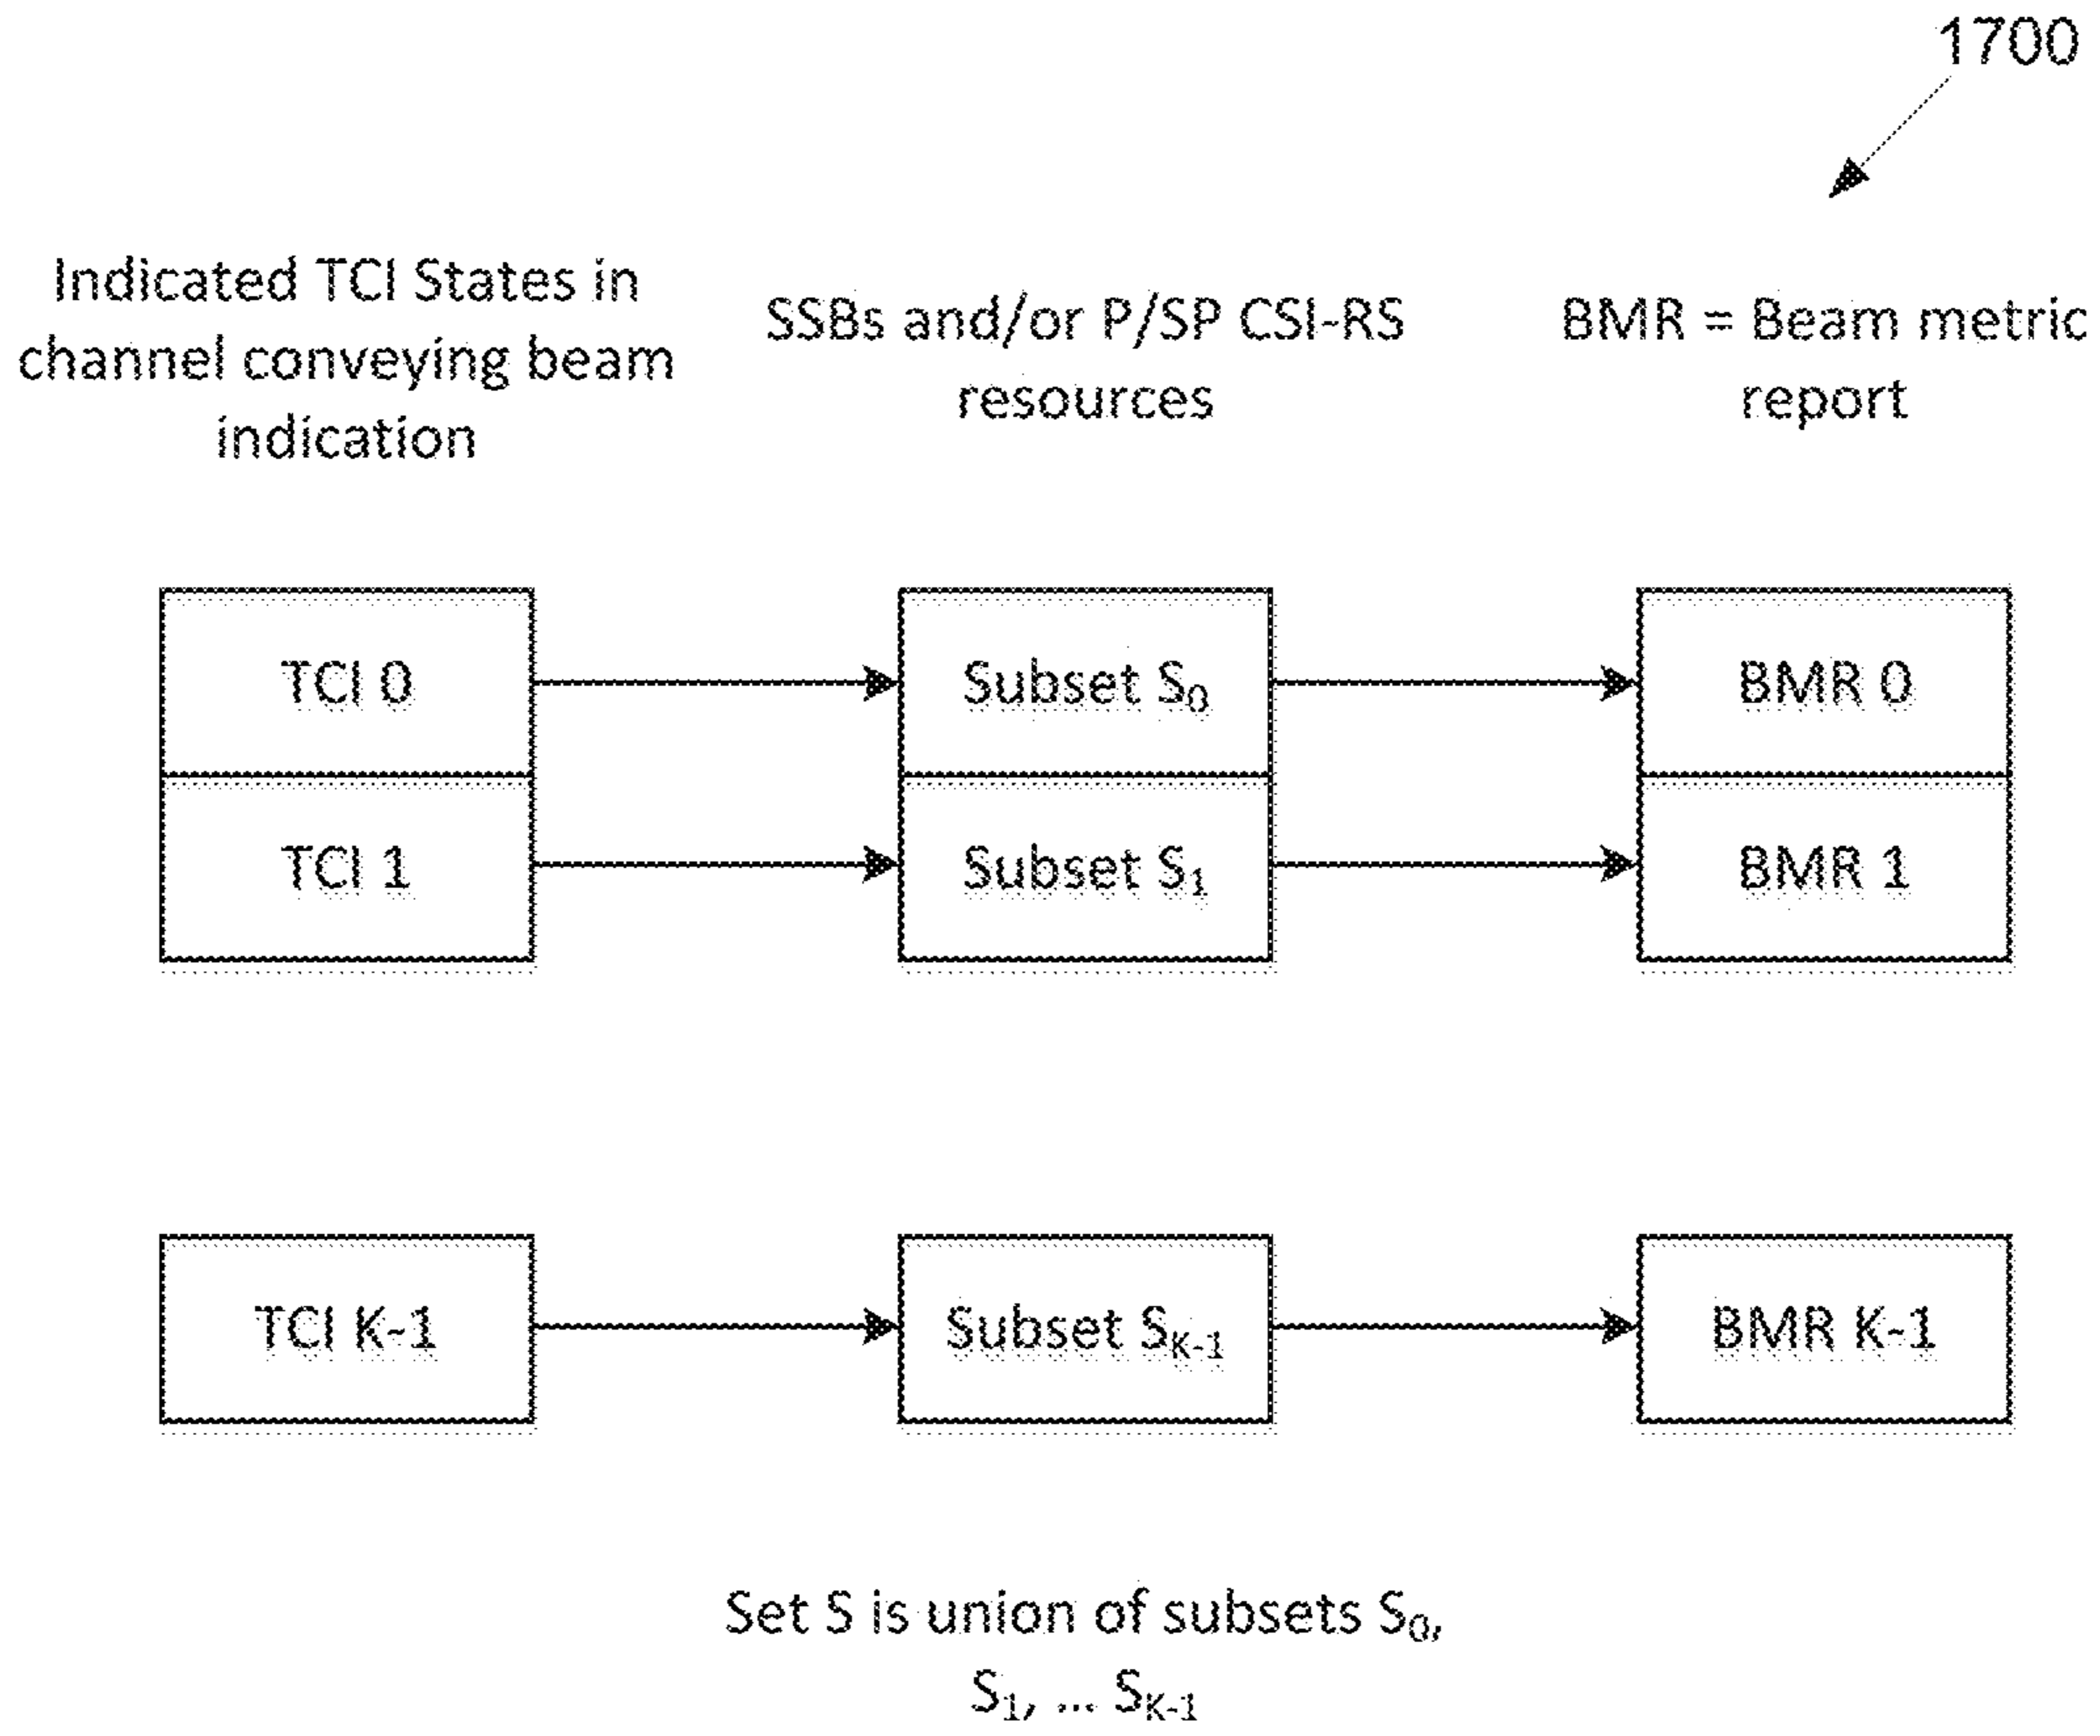 1700
Indicated TCI States in
channel conveying beam
indication
SSBs and/or P/SP CSI-RS
resources
BMR = Beam metric
report
TCI 0
Subset S₀
BMR 0
TCI 1
Subset S₁
BMR 1
TCI K-1
Subset Sₖ₋₁
BMR K-1
Set S is union of subsets S₀,
S₁, ... Sₖ₋₁